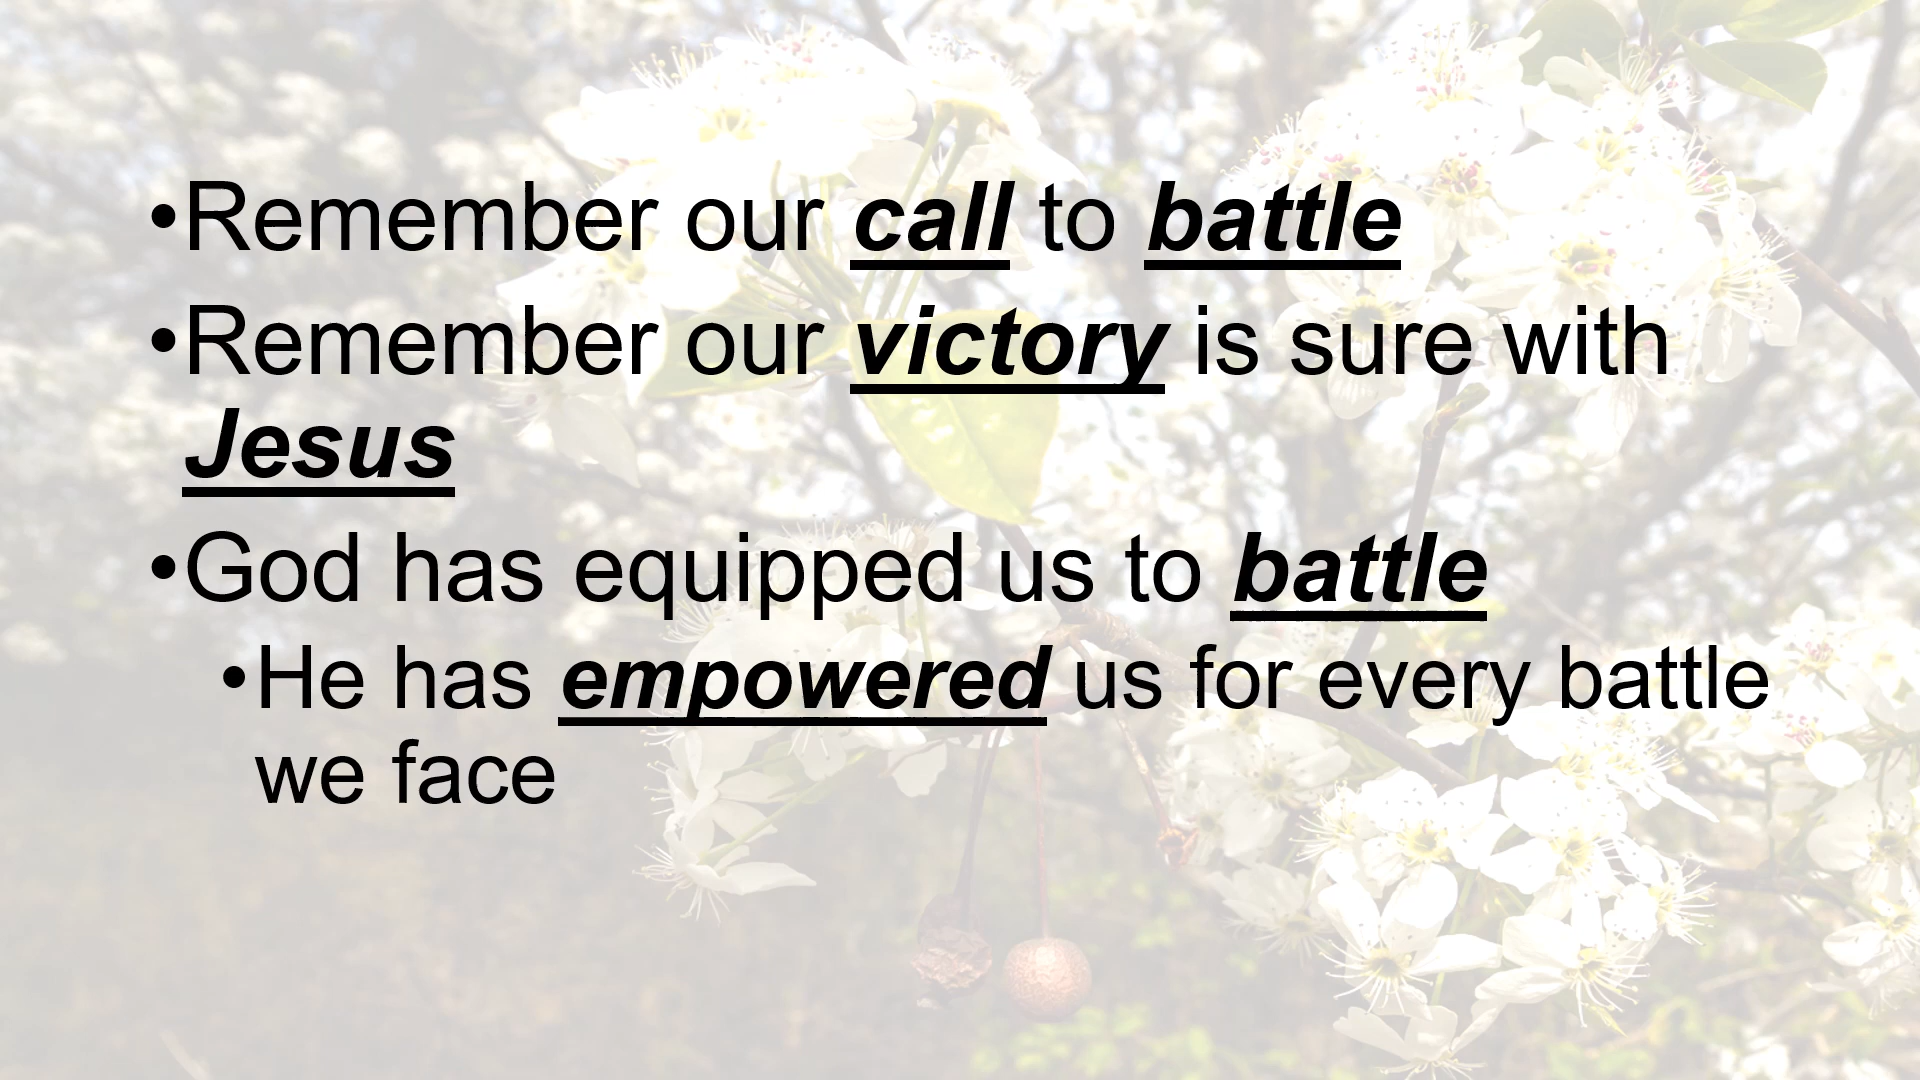 •Remember our call to battle
•Remember our victory is sure with
Jesus
•God has equipped us to battle
•He has empowered us for every battle
we face